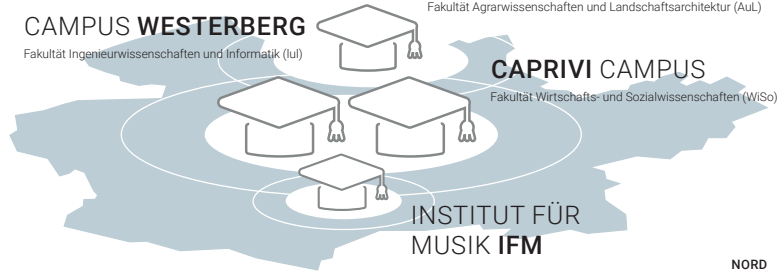 Fakultät Agrarwissenschaften und Landschaftsarchitektur (AuL)
CAMPUS WESTERBERG
Fakultät Ingenieurwissenschaften und Informatik (IuI)
CAPRIVI CAMPUS
Fakultät Wirtschafts- und Sozialwissenschaften (WiSo)
INSTITUT FÜR
MUSIK IFM
NORD